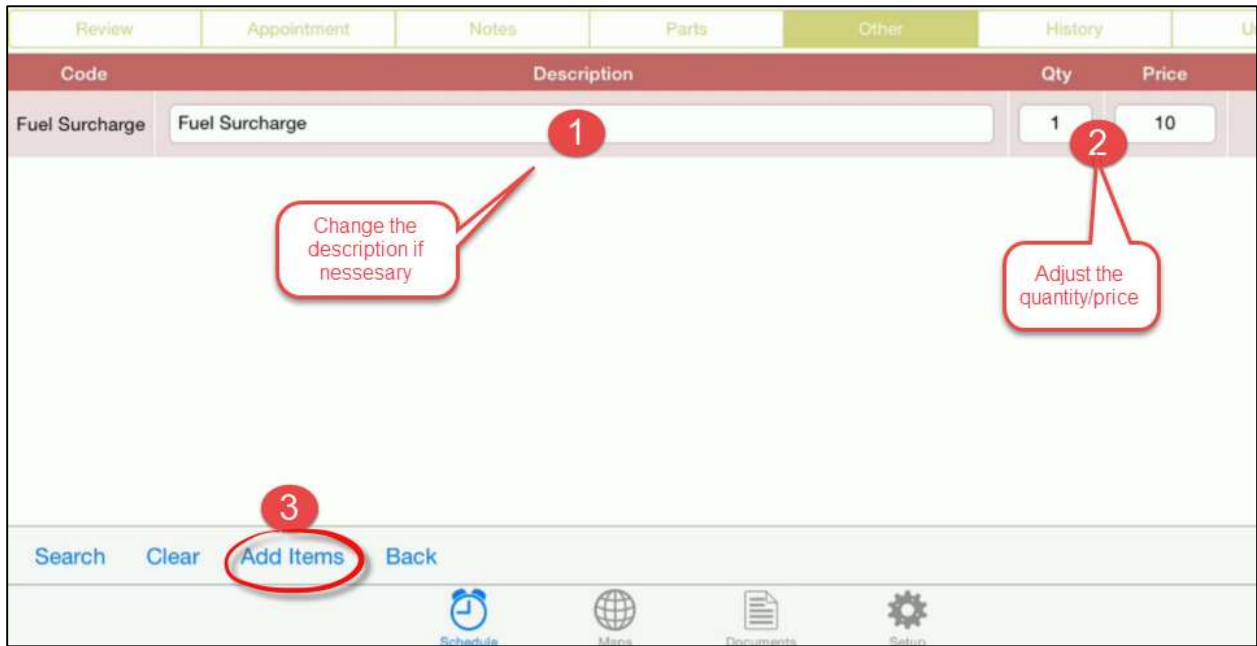 Review Appointment Notes Parts Other History U
Code Description Qty Price
Fuel Surcharge Fuel Surcharge 1 10
1
2
Change the
description if
nessesary
Adjust the
quantity/price
3
Search Clear Add Items Back
Schedule Maps Documents Setup